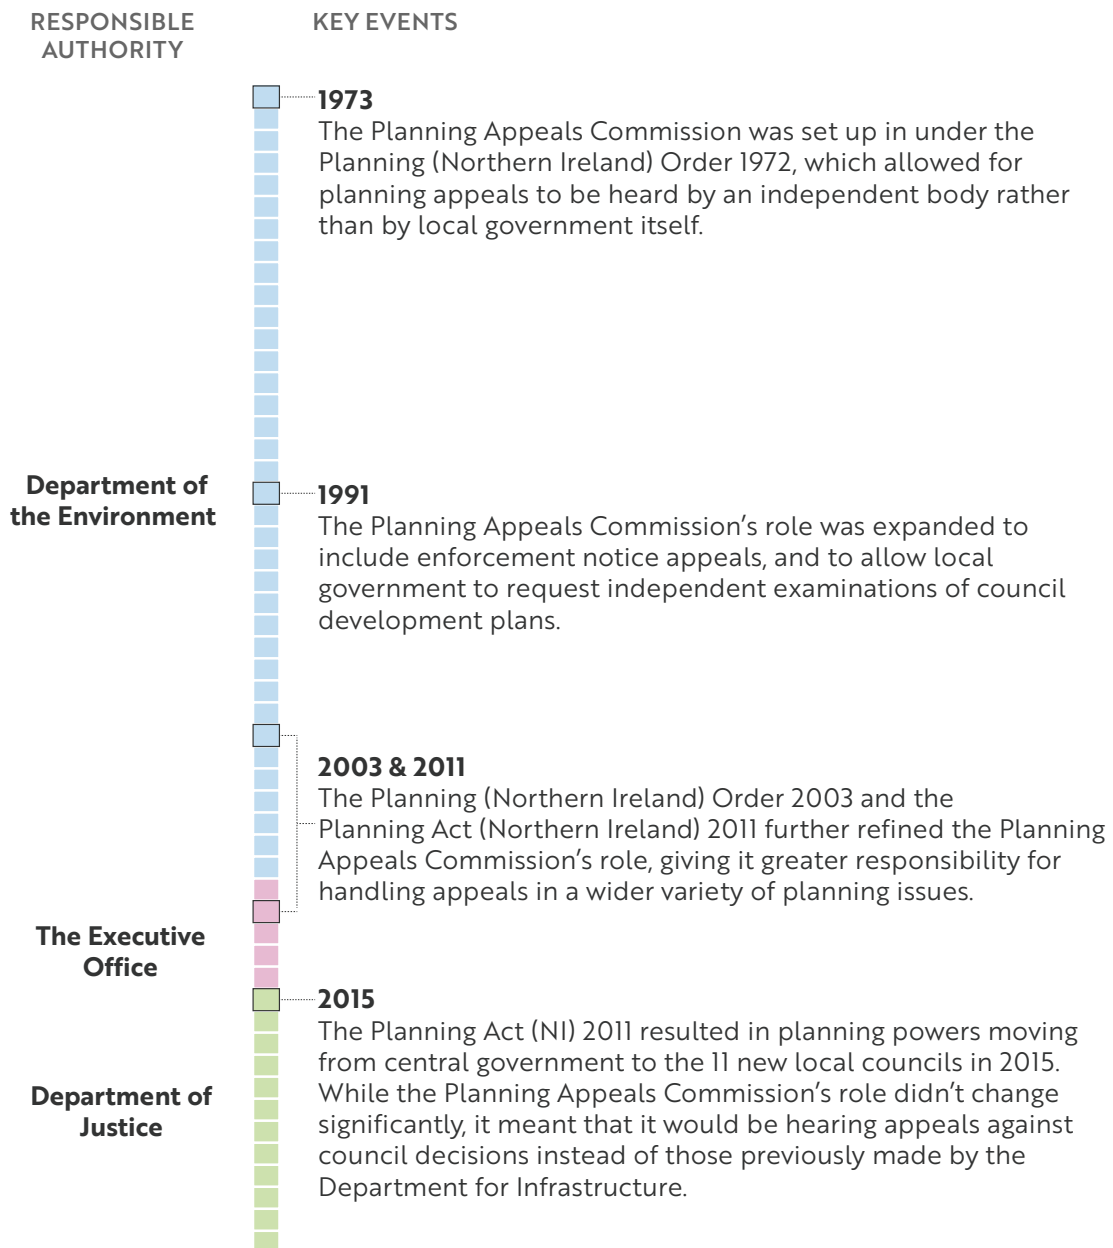 RESPONSIBLE
AUTHORITY
KEY EVENTS
1973
The Planning Appeals Commission was set up in under the
Planning (Northern Ireland) Order 1972, which allowed for
planning appeals to be heard by an independent body rather
than by local government itself.
Department of
the Environment
1991
The Planning Appeals Commission’s role was expanded to
include enforcement notice appeals, and to allow local
government to request independent examinations of council
development plans.
2003 & 2011
The Planning (Northern Ireland) Order 2003 and the
Planning Act (Northern Ireland) 2011 further refined the Planning
Appeals Commission’s role, giving it greater responsibility for
handling appeals in a wider variety of planning issues.
The Executive
Office
2015
The Planning Act (NI) 2011 resulted in planning powers moving
from central government to the 11 new local councils in 2015.
While the Planning Appeals Commission’s role didn’t change
significantly, it meant that it would be hearing appeals against
council decisions instead of those previously made by the
Department for Infrastructure.
Department of
Justice